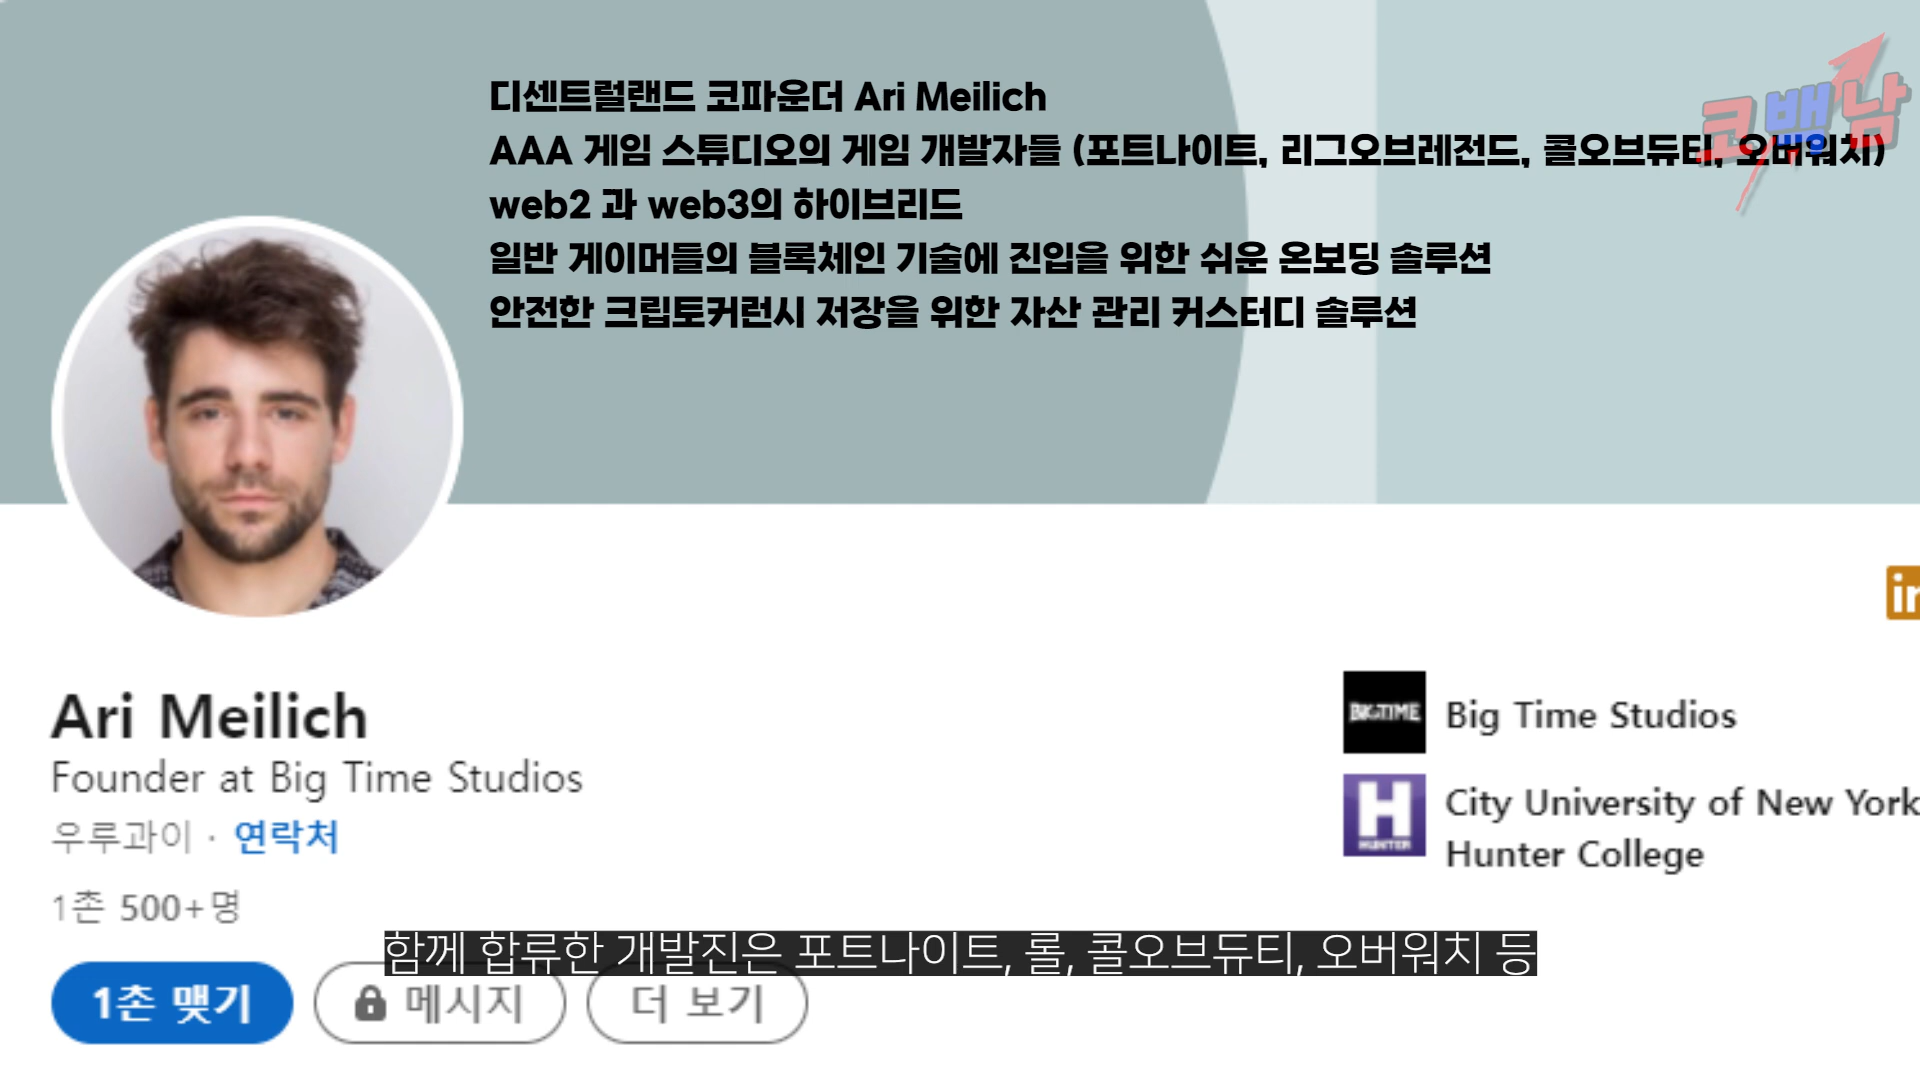 디센트럴랜드 코파운더 Ari Meilich
AAA 게임 스튜디오의 게임 개발자들 (포트나이트, 리그오브레전드, 콜오브듀티, 오버워치)
web2 과 web3의 하이브리드
일반 게이머들의 블록체인 기술에 진입을 위한 쉬운 온보딩 솔루션
안전한 크립토커런시 저장을 위한 자산 관리 커스터디 솔루션
코백남
in
Ari Meilich
Founder at Big Time Studios
우루과이 · 연락처
1촌 500+명
BIG TIME
Big Time Studios
H
HUNTER
City University of New York
Hunter College
함께 합류한 개발진은 포트나이트, 롤, 콜오브듀티, 오버워치 등
1촌 맺기
메시지
더 보기